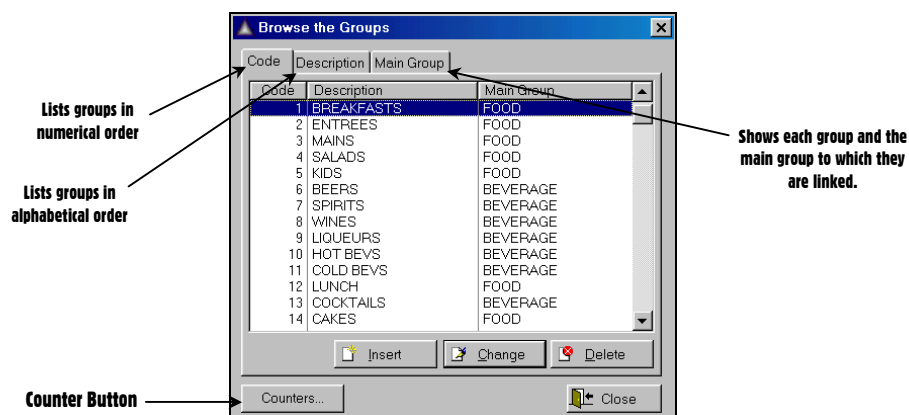 Browse the Groups
Code Description Main Group
Code Description Main Group
1 BREAKFASTS FOOD
2 ENTREES FOOD
3 MAINS FOOD
4 SALADS FOOD
5 KIDS FOOD
6 BEERS BEVERAGE
7 SPIRITS BEVERAGE
8 WINES BEVERAGE
9 LIQUEURS BEVERAGE
10 HOT BEVS BEVERAGE
11 COLD BEVS BEVERAGE
12 LUNCH FOOD
13 COCKTAILS BEVERAGE
14 CAKES FOOD
Insert Change Delete
Counters... Close
Lists groups in
numerical order
Lists groups in
alphabetical order
Counter Button
Shows each group and the
main group to which they
are linked.